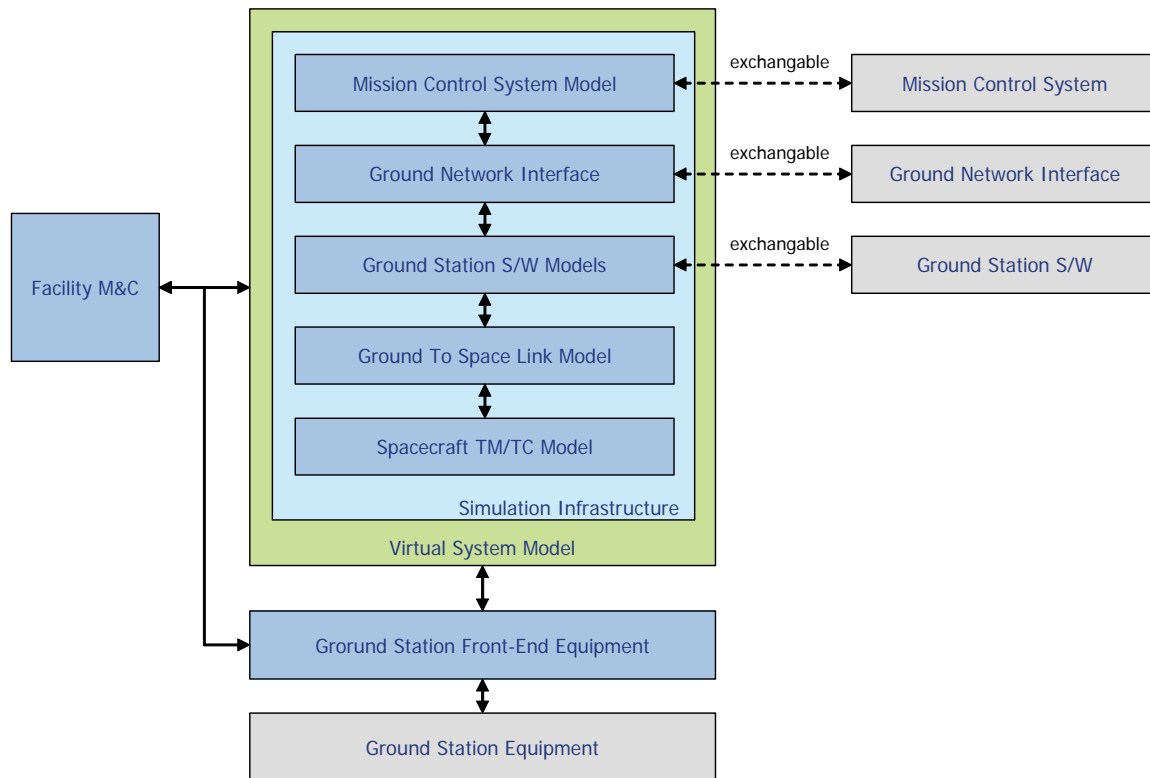 Mission Control System Model
exchangable
Mission Control System
Ground Network Interface
exchangable
Ground Network Interface
Ground Station S/W Models
exchangable
Ground Station S/W
Facility M&C
Ground To Space Link Model
Spacecraft TM/TC Model
Simulation Infrastructure
Virtual System Model
Grorund Station Front-End Equipment
Ground Station Equipment